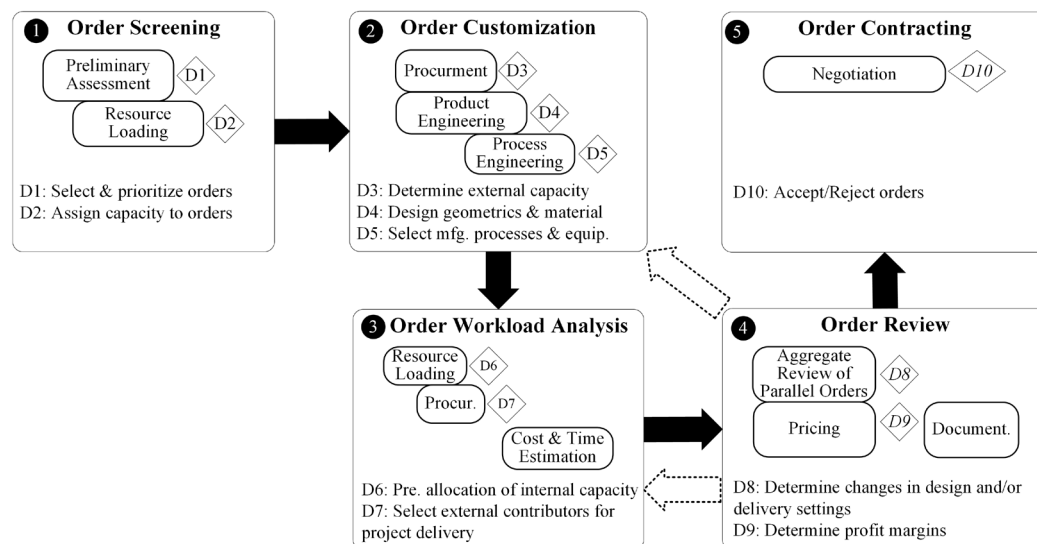 1 Order Screening
Preliminary
Assessment
D1
Resource
Loading
D2
D1: Select & prioritize orders
D2: Assign capacity to orders
2 Order Customization
Procurment
D3
Product
Engineering
D4
Process
Engineering
D5
D3: Determine external capacity
D4: Design geometrics & material
D5: Select mfg. processes & equip.
3 Order Workload Analysis
Resource
Loading
D6
Procur.
D7
Cost & Time
Estimation
D6: Pre. allocation of internal capacity
D7: Select external contributors for
project delivery
4 Order Review
Aggregate
Review of
Parallel Orders
D8
Pricing
D9
Document.
D8: Determine changes in design and/or
delivery settings
D9: Determine profit margins
5 Order Contracting
Negotiation
D10
D10: Accept/Reject orders